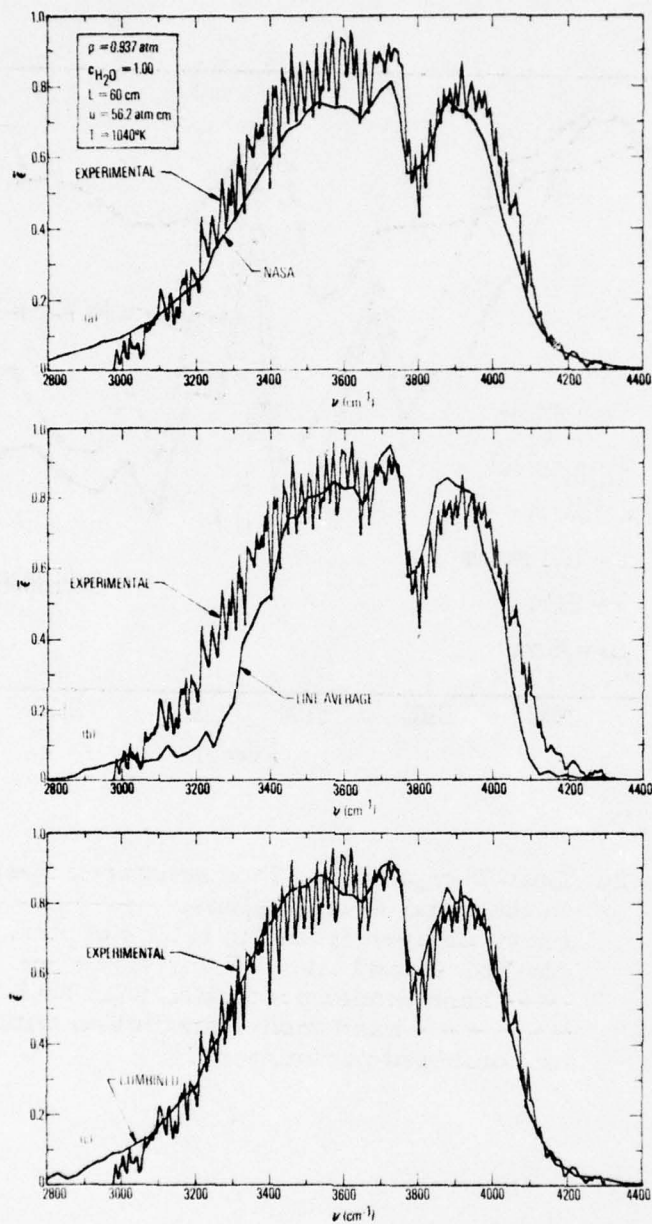 1.0
ρ = 0.937 atm
c H₂O = 1.00
L = 60 cm
u = 56.2 atm cm
T = 1040°K
0.8
0.6
EXPERIMENTAL
ε̄
0.4
NASA
0.2
(a)
0
2800 3000 3200 3400 3600 3800 4000 4200 4400
ν (cm⁻¹)
1.0
0.8
0.6
EXPERIMENTAL
ε̄
0.4
LINE AVERAGE
0.2
(b)
0
2800 3000 3200 3400 3600 3800 4000 4200 4400
ν (cm⁻¹)
1.0
0.8
EXPERIMENTAL
0.6
ε̄
0.4
COMBINED
0.2
(c)
0
2800 3000 3200 3400 3600 3800 4000 4200 4400
ν (cm⁻¹)